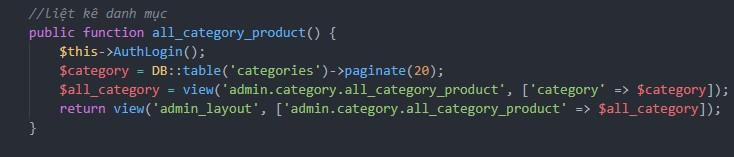 //liệt kê danh mục
public function all_category_product() {
$this->AuthLogin();
$category = DB::table('categories')->paginate(20);
$all_category = view('admin.category.all_category_product', ['category' => $category]);
return view('admin_layout', ['admin.category.all_category_product' => $all_category]);
}